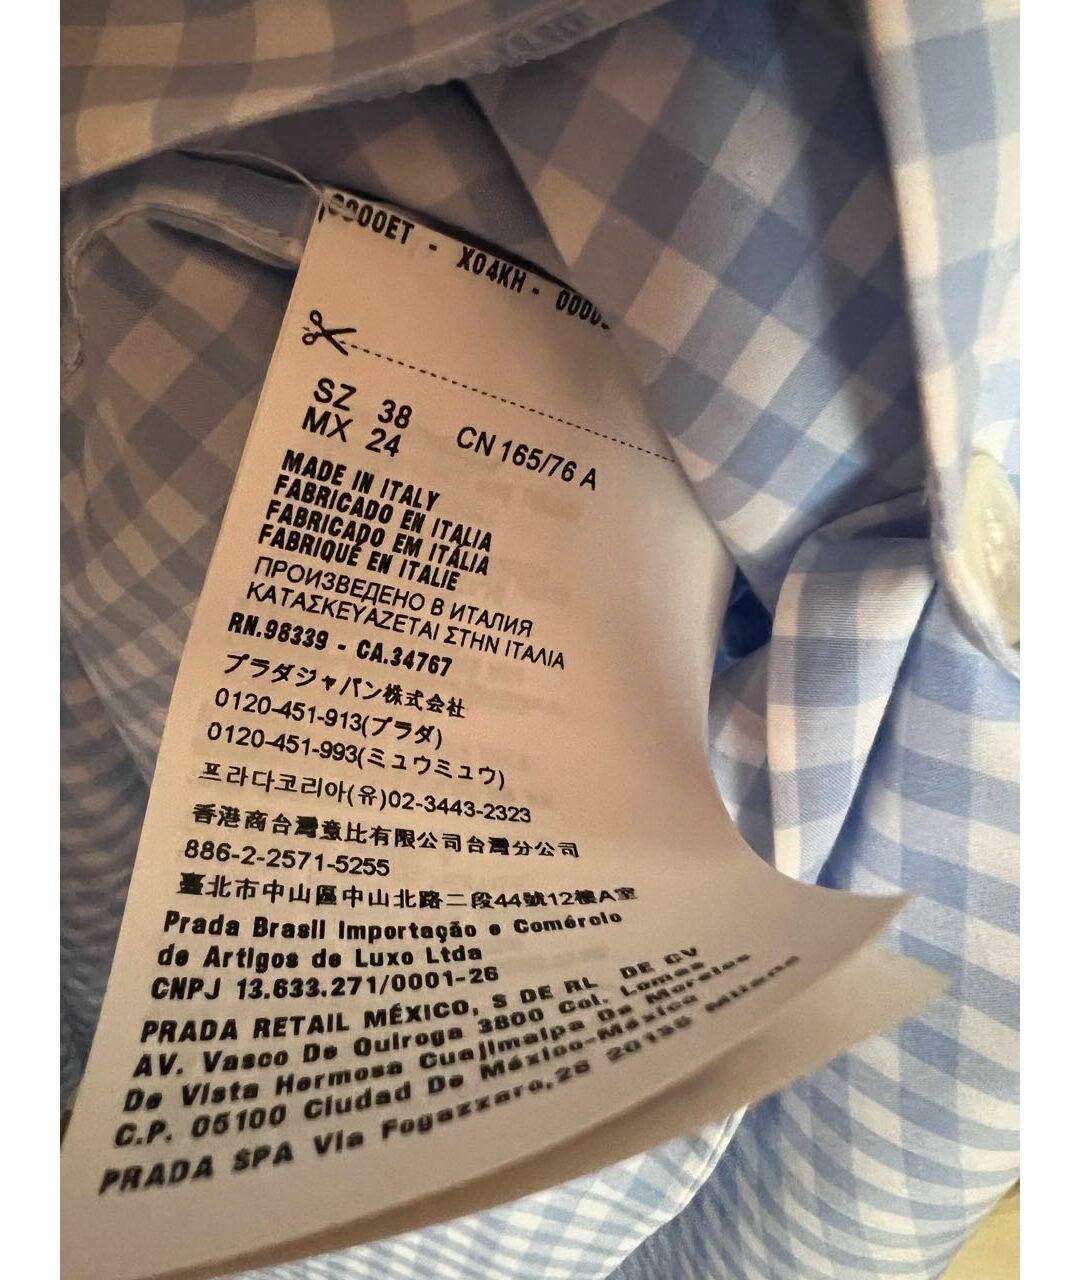 0000ET - X04KH - 0000
SZ 38 CN 165/76 A
MX 24
MADE IN ITALY
FABRICADO EN ITALIA
FABRICADO EM ITÁLIA
FABRIQUÉ EN ITALIE
ПРОИЗВЕДЕНО В ИТАЛИЯ
ΚΑΤΑΣΚΕΥΑΖΕΤΑΙ ΣΤΗΝ ΙΤΑΛΙΑ
RN.98339 - CA.34767
プラダジャパン株式会社
0120-451-913(プラダ)
0120-451-993(ミュウミュウ)
프라다코리아(유)02-3443-2323
香港商台灣意比有限公司台灣分公司
886-2-2571-5255
臺北市中山區中山北路二段44號12樓A室
Prada Brasil Importação e Comércio
de Artigos de Luxo Ltda
CNPJ 13.633.271/0001-26
PRADA RETAIL MÉXICO, S DE RL DE CV
AV. Vasco De Quiroga 3800 Col. Lomas
De Vista Hermosa Cuajimalpa De Morelos
C.P. 05100 Ciudad De México-México
PRADA SPA Via Fogazzaro,28 20135 Milano